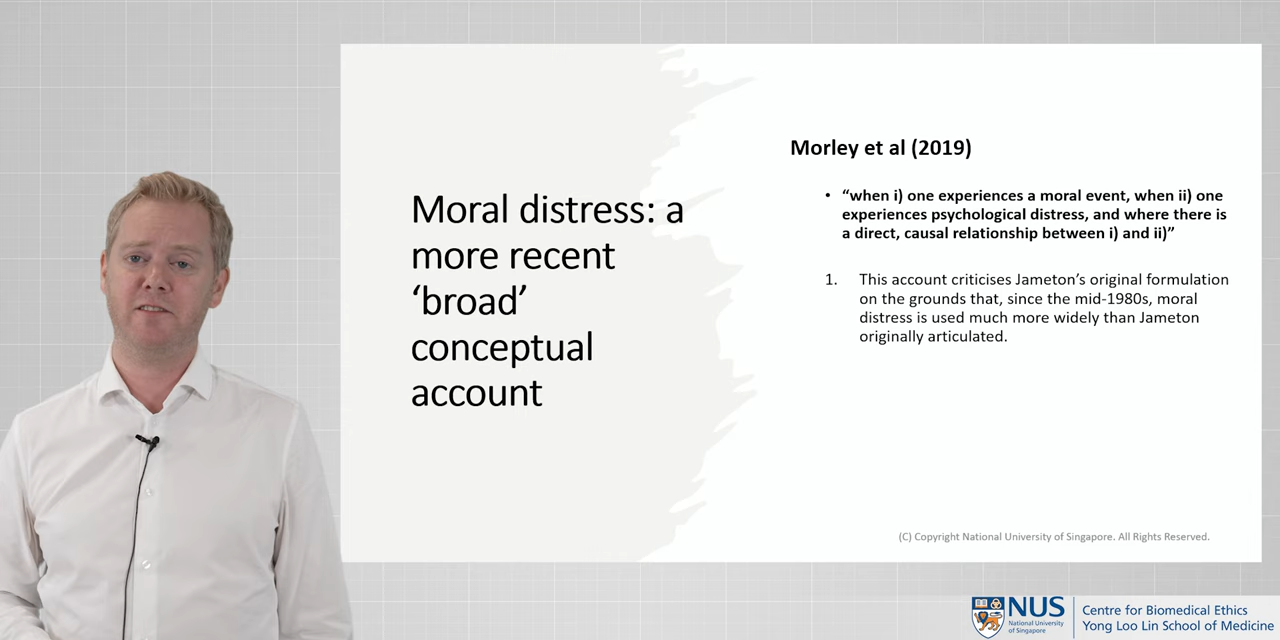 Moral distress: a
more recent
‘broad’
conceptual
account
Morley et al (2019)
• “when i) one experiences a moral event, when ii) one
experiences psychological distress, and where there is
a direct, causal relationship between i) and ii)”
1. This account criticises Jameton’s original formulation
on the grounds that, since the mid-1980s, moral
distress is used much more widely than Jameton
originally articulated.
(C) Copyright National University of Singapore. All Rights Reserved.
NUS
National University
of Singapore
Centre for Biomedical Ethics
Yong Loo Lin School of Medicine